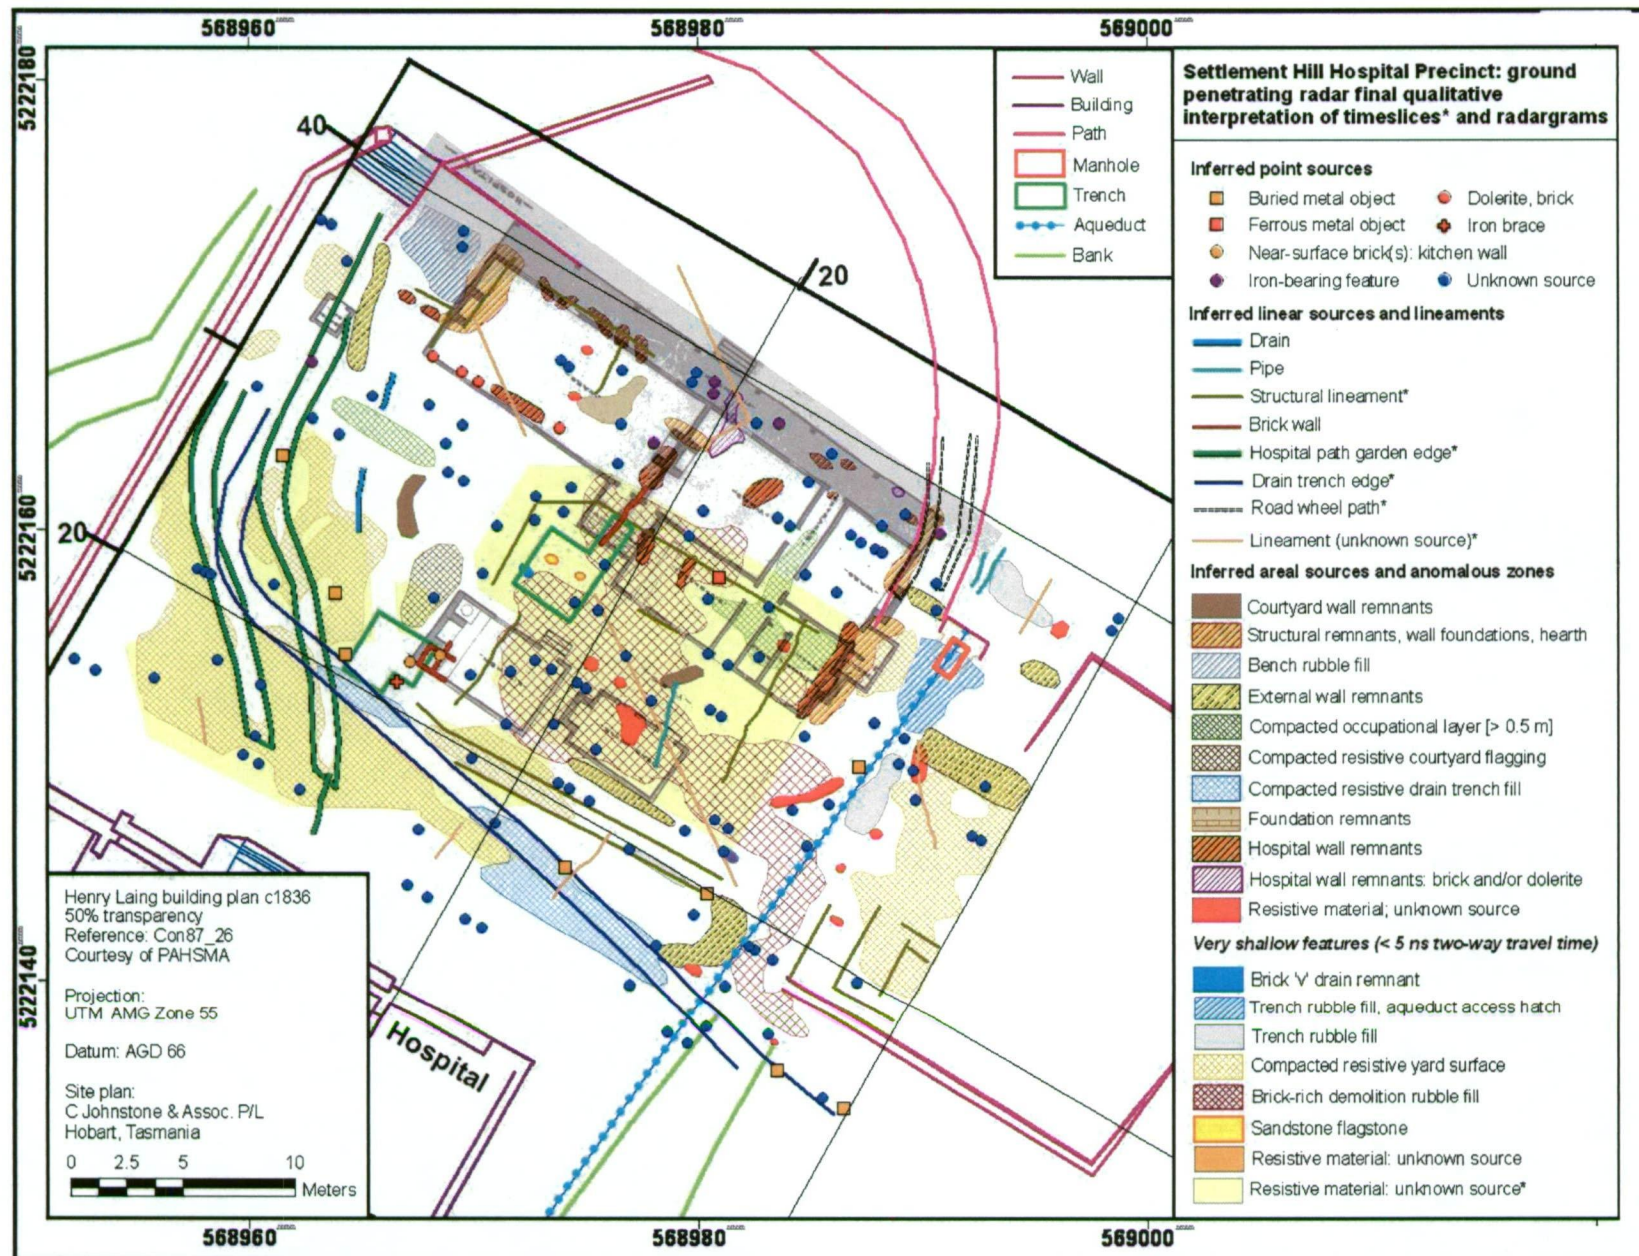 568960
568980
569000
5222180
5222160
5222140
40
20
20
Hospital
Wall
Building
Path
Manhole
Trench
Aqueduct
Bank
Settlement Hill Hospital Precinct: ground
penetrating radar final qualitative
interpretation of timeslices* and radargrams
Inferred point sources
Buried metal object
Dolerite, brick
Ferrous metal object
Iron brace
Near-surface brick(s): kitchen wall
Iron-bearing feature
Unknown source
Inferred linear sources and lineaments
Drain
Pipe
Structural lineament*
Brick wall
Hospital path garden edge*
Drain trench edge*
Road wheel path*
Lineament (unknown source)*
Inferred areal sources and anomalous zones
Courtyard wall remnants
Structural remnants, wall foundations, hearth
Bench rubble fill
External wall remnants
Compacted occupational layer [> 0.5 m]
Compacted resistive courtyard flagging
Compacted resistive drain trench fill
Foundation remnants
Hospital wall remnants
Hospital wall remnants: brick and/or dolerite
Resistive material; unknown source
Very shallow features (< 5 ns two-way travel time)
Brick 'v' drain remnant
Trench rubble fill, aqueduct access hatch
Trench rubble fill
Compacted resistive yard surface
Brick-rich demolition rubble fill
Sandstone flagstone
Resistive material: unknown source
Resistive material: unknown source*
Henry Laing building plan c1836
50% transparency
Reference: Con87_26
Courtesy of PAHSMA
Projection:
UTM AMG Zone 55
Datum: AGD 66
Site plan:
C Johnstone & Assoc. P/L
Hobart, Tasmania
0 2.5 5 10
Meters
568960
568980
569000